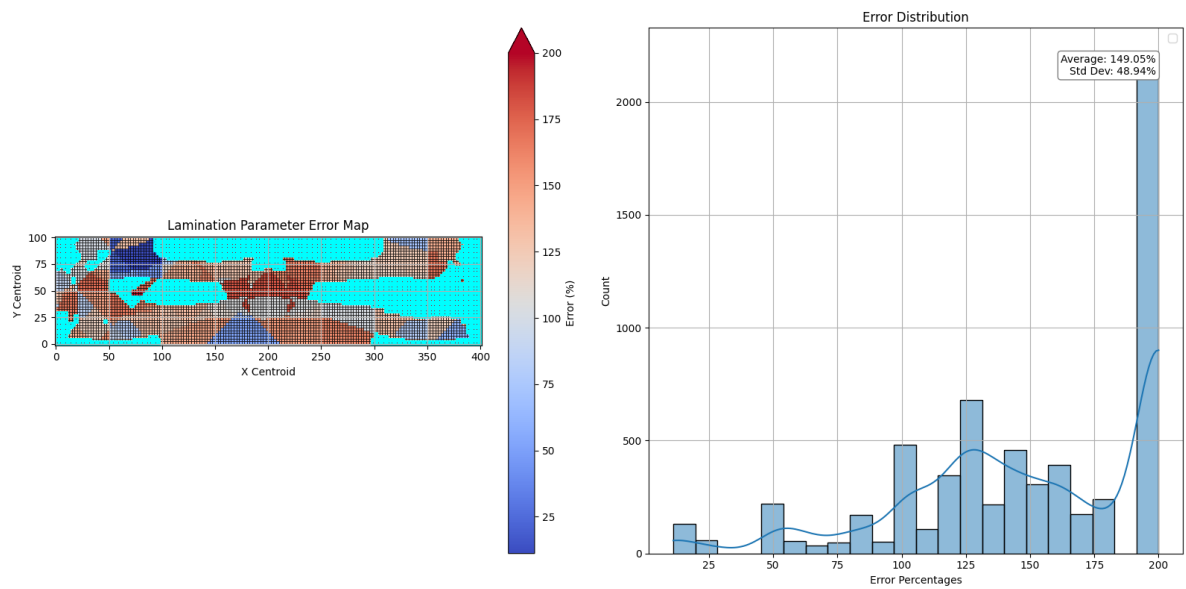 Lamination Parameter Error Map
100
75
50
25
0
Y Centroid
0 50 100 150 200 250 300 350 400
X Centroid
200
175
150
125
100
75
50
25
Error (%)
Error Distribution
Average: 149.05%
Std Dev: 48.94%
2000
1500
1000
500
0
Count
25 50 75 100 125 150 175 200
Error Percentages